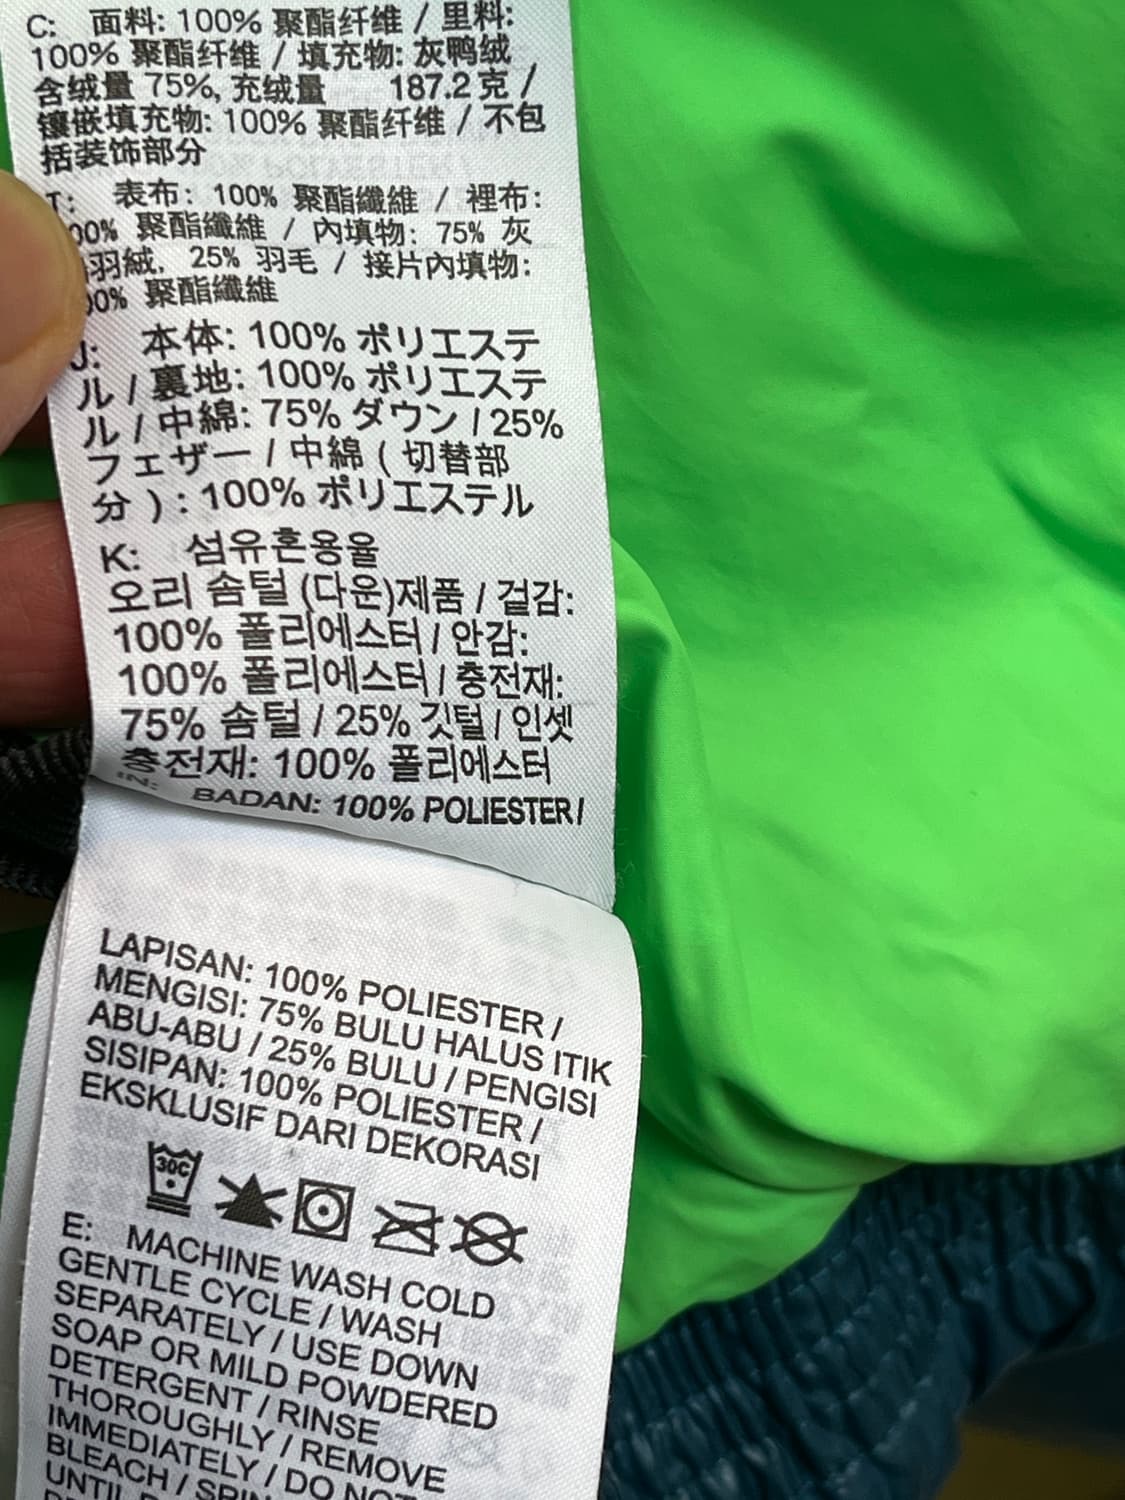 C: 面料: 100% 聚酯纤维 / 里料:
100% 聚酯纤维 / 填充物: 灰鸭绒
含绒量 75%, 充绒量 187.2 克 /
镶嵌填充物: 100% 聚酯纤维 / 不包
括装饰部分
T: 表布: 100% 聚酯纖維 / 裡布:
00% 聚酯纖維 / 內填物: 75% 灰
羽絨, 25% 羽毛 / 接片內填物:
00% 聚酯纖維
J: 本体: 100% ポリエステ
ル / 裏地: 100% ポリエステ
ル / 中綿: 75% ダウン / 25%
フェザー / 中綿 ( 切替部
分 ) : 100% ポリエステル
K: 섬유혼용율
오리 솜털 (다운)제품 / 겉감:
100% 폴리에스터 / 안감:
100% 폴리에스터 / 충전재:
75% 솜털 / 25% 깃털 / 인셋
충전재: 100% 폴리에스터
IN: BADAN: 100% POLIESTER /
LAPISAN: 100% POLIESTER /
MENGISI: 75% BULU HALUS ITIK
ABU-ABU / 25% BULU / PENGISI
SISIPAN: 100% POLIESTER /
EKSKLUSIF DARI DEKORASI
30C
E: MACHINE WASH COLD
GENTLE CYCLE / WASH
SEPARATELY / USE DOWN
SOAP OR MILD POWDERED
DETERGENT / RINSE
THOROUGHLY / REMOVE
IMMEDIATELY / DO NOT
BLEACH / SPIN
UNTIL